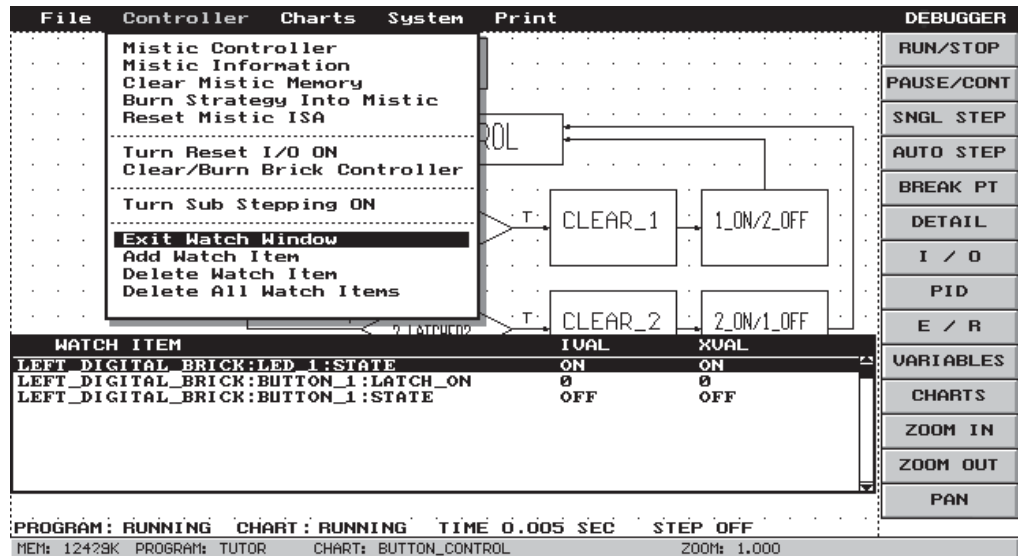 File Controller Charts System Print DEBUGGER
Mistic Controller
Mistic Information
Clear Mistic Memory
Burn Strategy Into Mistic
Reset Mistic ISA
Turn Reset I/O ON
Clear/Burn Brick Controller
Turn Sub Stepping ON
Exit Watch Window
Add Watch Item
Delete Watch Item
Delete All Watch Items
ROL
T
CLEAR_1
1_ON/2_OFF
T
CLEAR_2
2_ON/1_OFF
2 LATCHED?
RUN/STOP
PAUSE/CONT
SNGL STEP
AUTO STEP
BREAK PT
DETAIL
I / O
PID
E / R
VARIABLES
CHARTS
ZOOM IN
ZOOM OUT
PAN
WATCH ITEM IVAL XVAL
LEFT_DIGITAL_BRICK:LED_1:STATE ON ON
LEFT_DIGITAL_BRICK:BUTTON_1:LATCH_ON 0 0
LEFT_DIGITAL_BRICK:BUTTON_1:STATE OFF OFF
PROGRAM: RUNNING CHART: RUNNING TIME 0.005 SEC STEP OFF
MEM: 12429K PROGRAM: TUTOR CHART: BUTTON_CONTROL ZOOM: 1.000